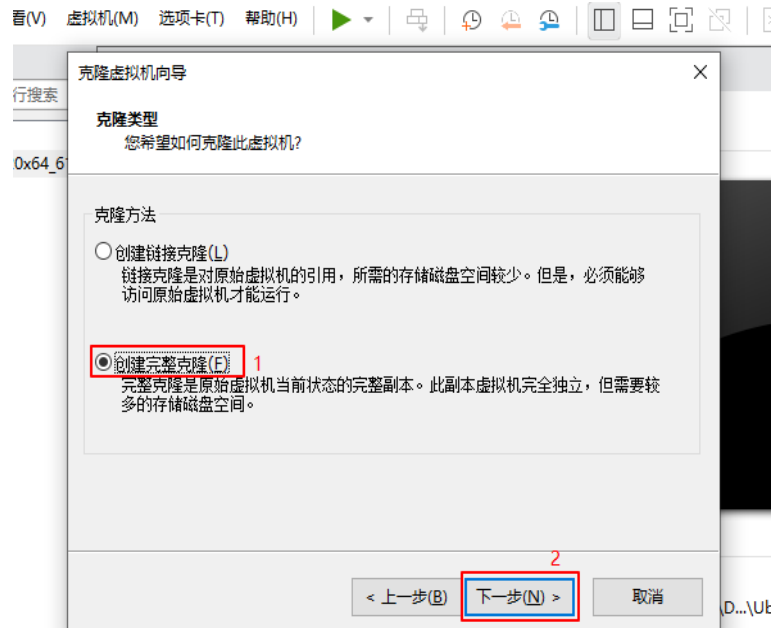 看(V) 虚拟机(M) 选项卡(T) 帮助(H)
克隆虚拟机向导
行搜索
克隆类型
您希望如何克隆此虚拟机?
0x64_6
克隆方法
创建链接克隆(L)
链接克隆是对原始虚拟机的引用，所需的存储磁盘空间较少。但是，必须能够
访问原始虚拟机才能运行。
创建完整克隆(F) 1
完整克隆是原始虚拟机当前状态的完整副本。此副本虚拟机完全独立，但需要较
多的存储磁盘空间。
2
< 上一步(B) 下一步(N) > 取消
\D...\Ub